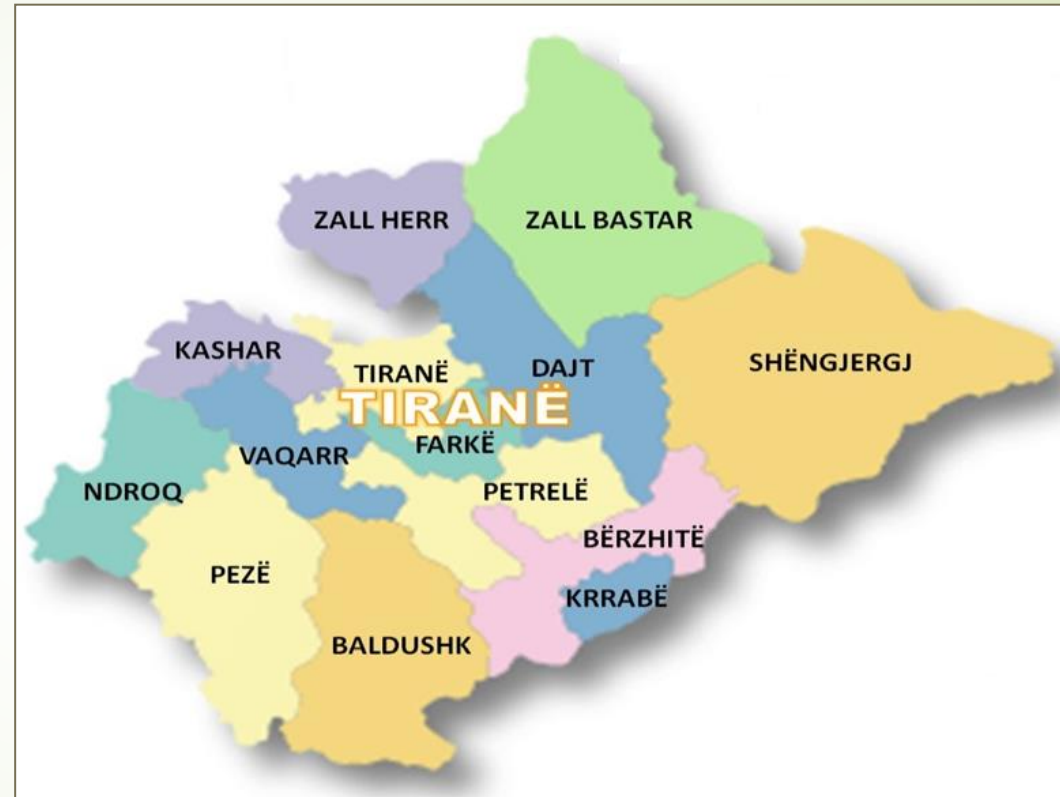 ZALL HERR
ZALL BASTAR
KASHAR
TIRANË
DAJT
SHËNGJERGJ
TIRANË
FARKË
VAQARR
NDROQ
PETRELË
BËRZHITË
PEZË
KRRABË
BALDUSHK